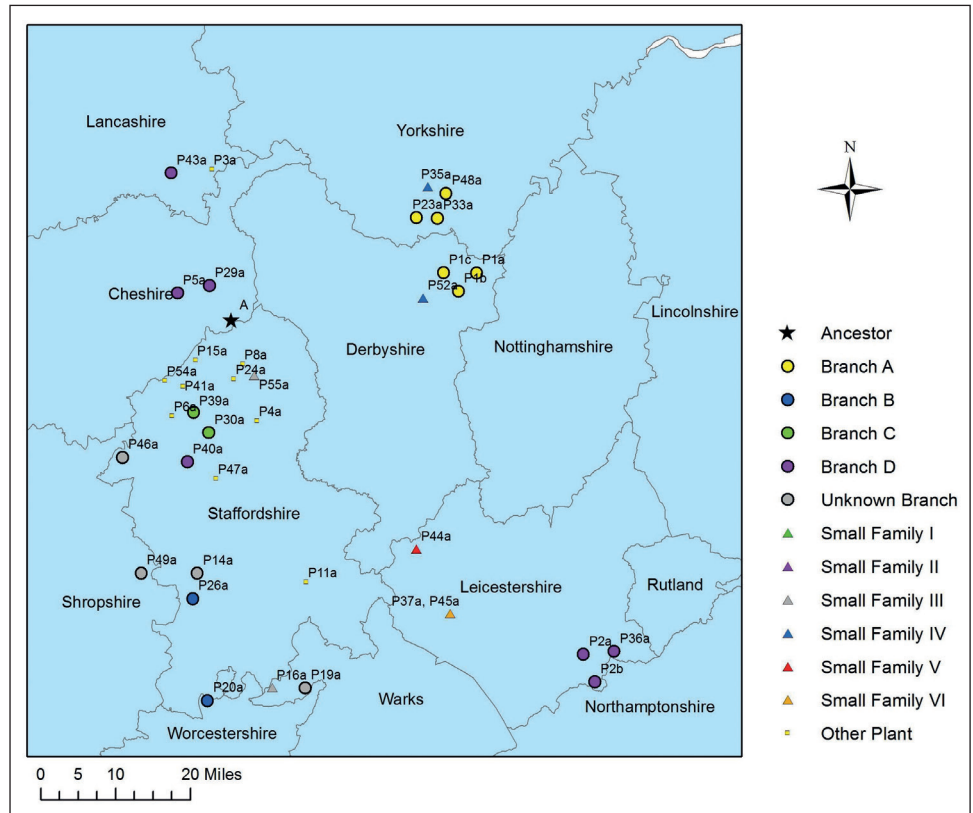 N
Lancashire
Yorkshire
P43a
P3a
P35a
P48a
P23a
P33a
P1c
P1a
P1b
P52a
P29a
P5a
Cheshire
A
Lincolnshire
Derbyshire
Nottinghamshire
P15a
P8a
P24a
P54a
P55a
P41a
P39a
P6a
P30a
P4a
P46a
P40a
P47a
Staffordshire
P44a
P49a
P14a
P11a
P26a
Shropshire
Leicestershire
Rutland
P37a, P45a
P2a
P36a
P2b
P16a
P19a
P20a
Warks
Northamptonshire
Worcestershire
0 5 10 20 Miles
Ancestor
Branch A
Branch B
Branch C
Branch D
Unknown Branch
Small Family I
Small Family II
Small Family III
Small Family IV
Small Family V
Small Family VI
Other Plant